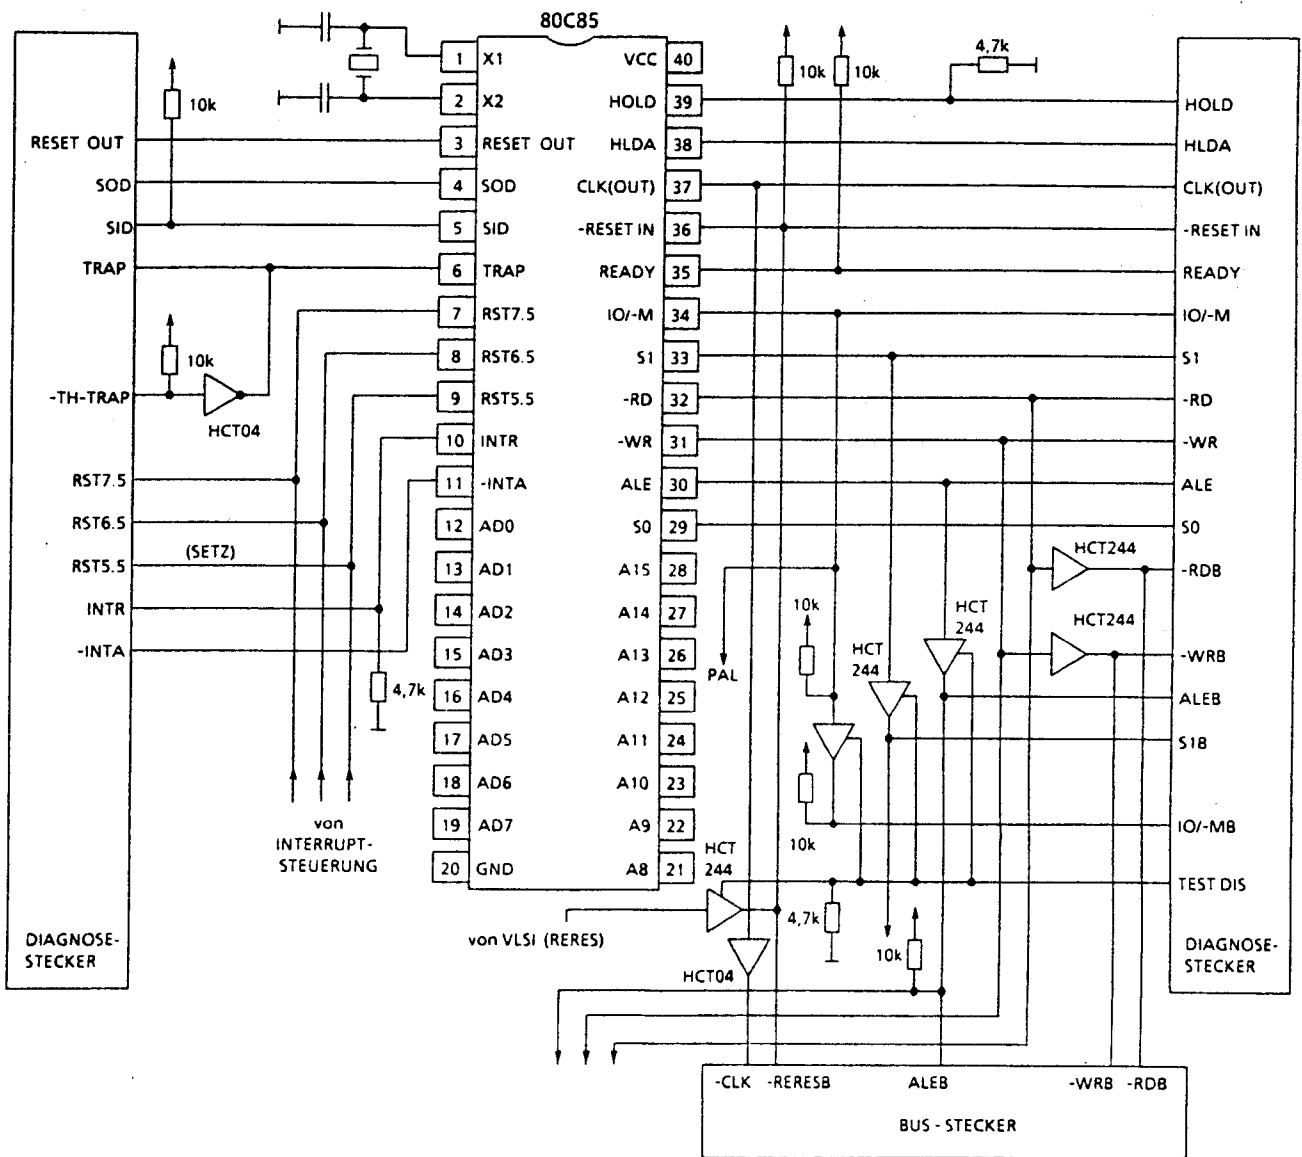 80C85
1 X1
2 X2
3 RESET OUT
4 SOD
5 SID
6 TRAP
7 RST7.5
8 RST6.5
9 RST5.5
10 INTR
11 -INTA
12 AD0
13 AD1
14 AD2
15 AD3
16 AD4
17 AD5
18 AD6
19 AD7
20 GND
VCC 40
HOLD 39
HLDA 38
CLK(OUT) 37
-RESET IN 36
READY 35
IO/-M 34
S1 33
-RD 32
-WR 31
ALE 30
S0 29
A15 28
A14 27
A13 26
A12 25
A11 24
A10 23
A9 22
A8 21
RESET OUT
SOD
SID
TRAP
-TH-TRAP
RST7.5
RST6.5
RST5.5
INTR
-INTA
DIAGNOSE-
STECKER
10k
10k
HCT04
(SETZ)
4,7k
von
INTERRUPT-
STEUERUNG
10k
10k
4,7k
HOLD
HLDA
CLK(OUT)
-RESET IN
READY
IO/-M
S1
-RD
-WR
ALE
S0
-RDB
-WRB
ALEB
S1B
IO/-MB
TEST DIS
DIAGNOSE-
STECKER
HCT244
HCT244
HCT
244
HCT
244
10k
PAL
10k
HCT
244
4,7k
10k
von VLSI (RERES)
HCT04
-CLK
-RERESB
ALEB
-WRB
-RDB
BUS - STECKER